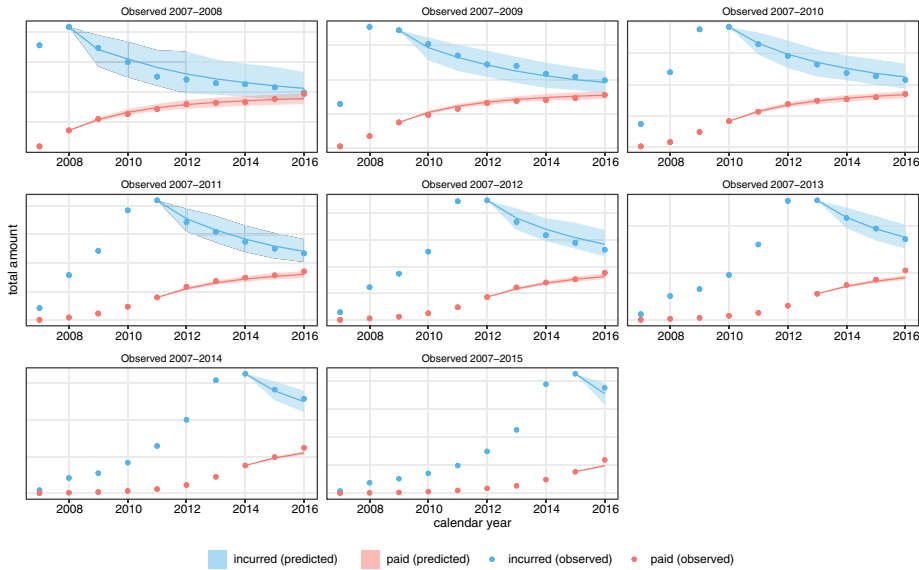 Observed 2007–2008 Observed 2007–2009 Observed 2007–2010
2008 2010 2012 2014 2016 2008 2010 2012 2014 2016 2008 2010 2012 2014 2016
Observed 2007–2011 Observed 2007–2012 Observed 2007–2013
total amount
2008 2010 2012 2014 2016 2008 2010 2012 2014 2016 2008 2010 2012 2014 2016
Observed 2007–2014 Observed 2007–2015
2008 2010 2012 2014 2016 2008 2010 2012 2014 2016
calendar year
incurred (predicted) paid (predicted) incurred (observed) paid (observed)